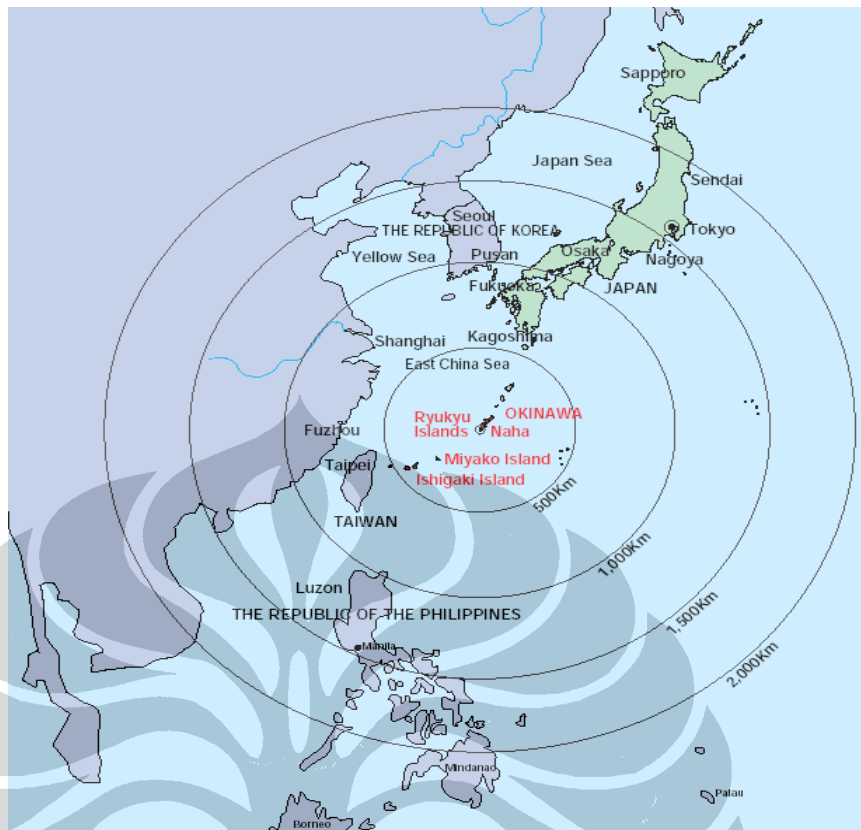 Sapporo
Japan Sea
Sendai
Seoul
THE REPUBLIC OF KOREA
Tokyo
Yellow Sea
Pusan
Osaka
Nagoya
Fukuoka
JAPAN
Shanghai
Kagoshima
East China Sea
Ryukyu
Islands
OKINAWA
Naha
Fuzhou
Taipei
Miyako Island
Ishigaki Island
500Km
TAIWAN
1,000Km
Luzon
1,500Km
THE REPUBLIC OF THE PHILIPPINES
Manila
2,000Km
Mindanao
Palau
Borneo